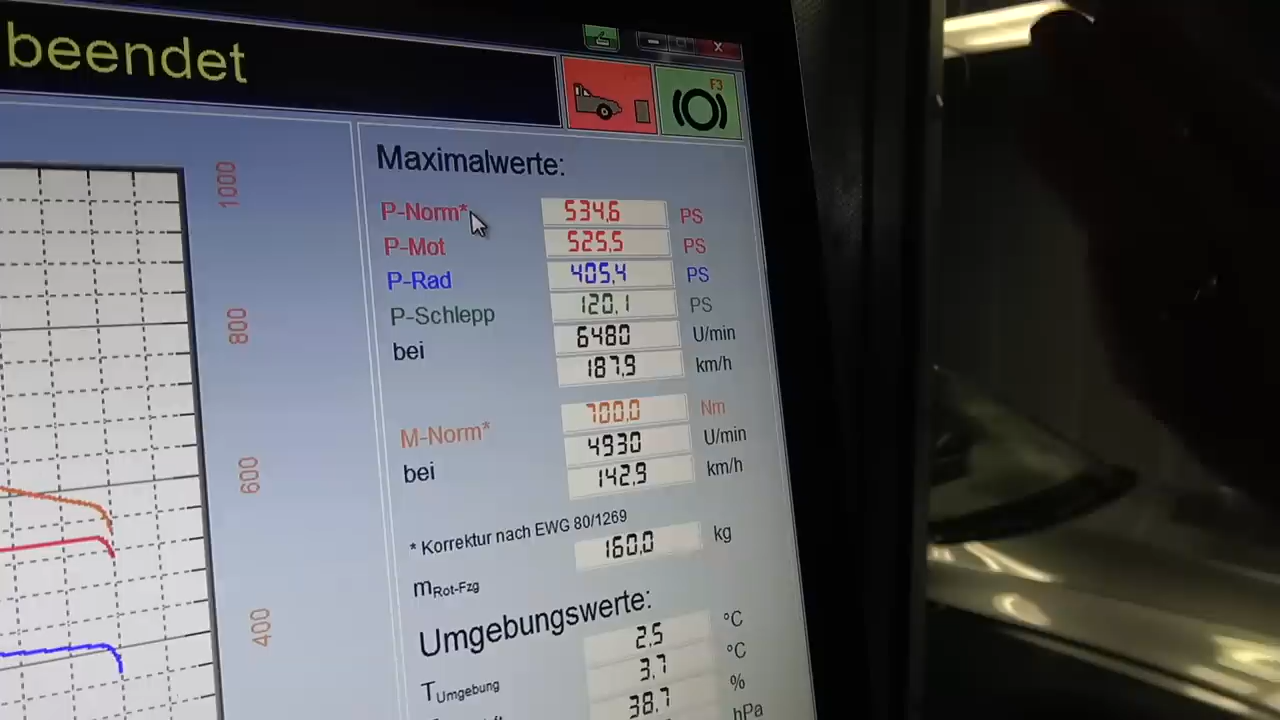 beendet
F3
Maximalwerte:
P-Norm* 534,6 PS
P-Mot 525,5 PS
P-Rad 405,4 PS
P-Schlepp 120,1 PS
bei 6480 U/min
187,9 km/h
M-Norm* 700,0 Nm
bei 4930 U/min
142,9 km/h
* Korrektur nach EWG 80/1269
mRot-Fzg 160,0 kg
Umgebungswerte:
TUmgebung 2,5 °C
3,7 °C
38,7 %
hPa
1000
800
600
400